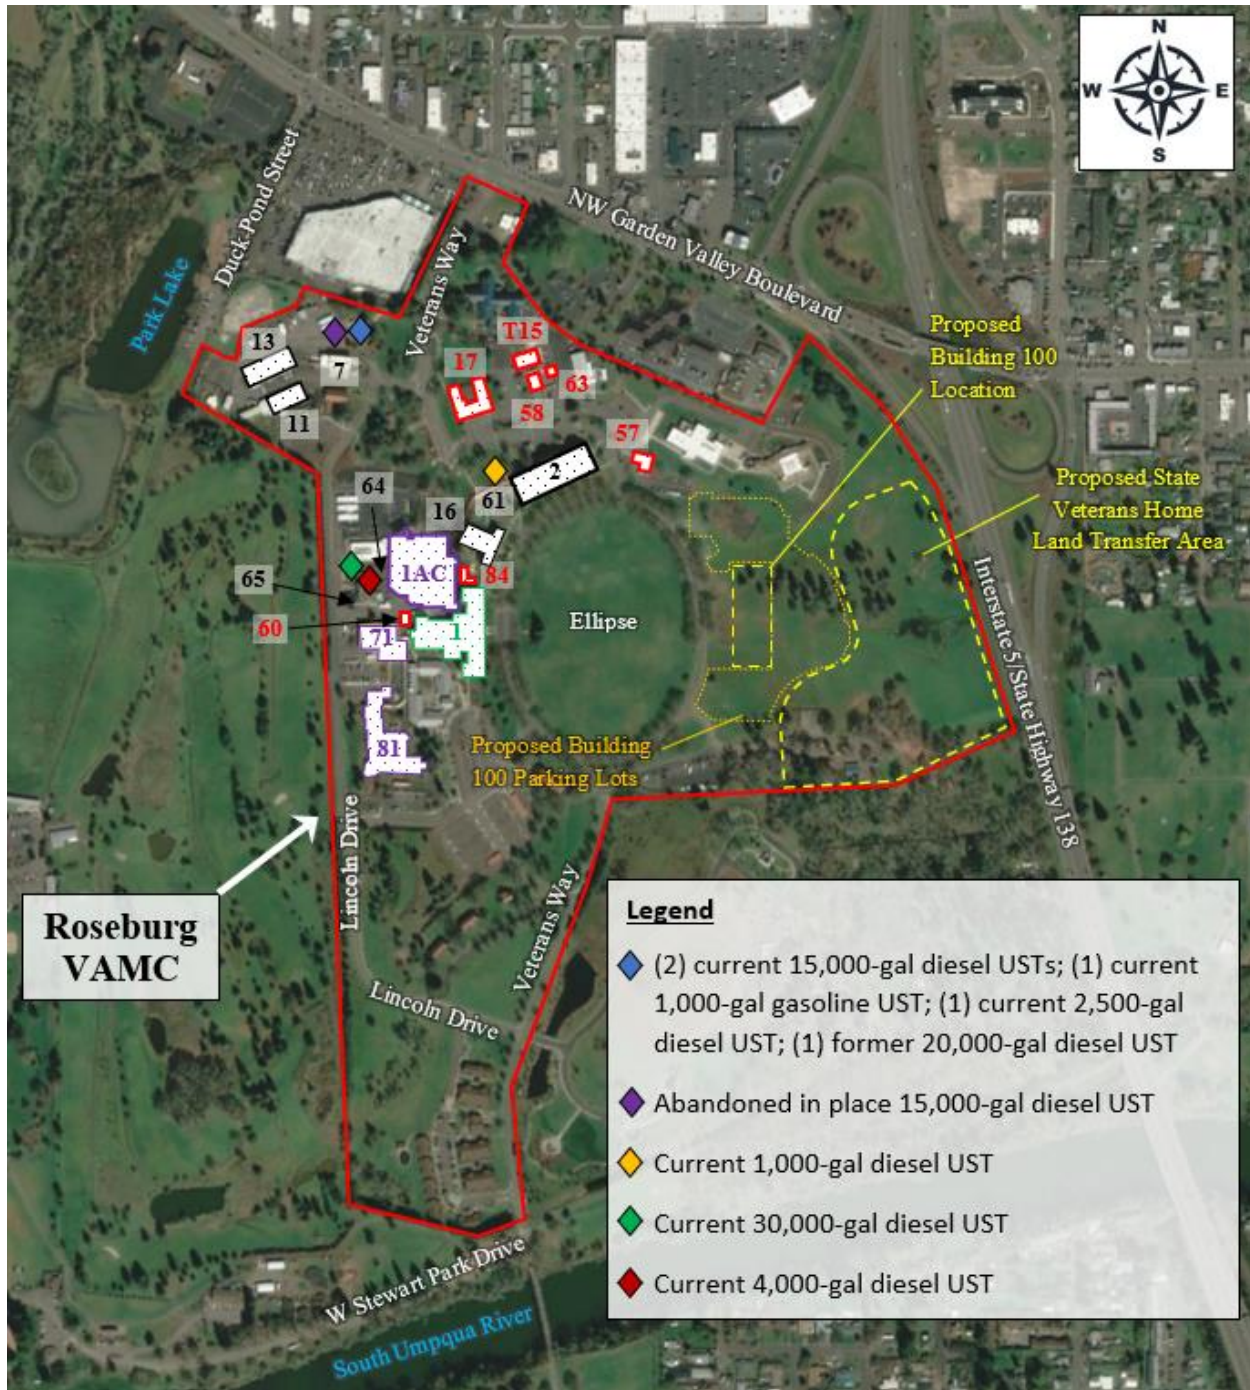 N
W E
S
Duck Pond Street
NW Garden Valley Boulevard
Veterans Way
Park Lake
Proposed
Building 100
Location
13
7
11
T15
17
63
58
57
2
61
64
16
65
1AC
84
60
71
1
81
Ellipse
Proposed State
Veterans Home
Land Transfer Area
Interstate 5/State Highway 138
Proposed Building
100 Parking Lots
Roseburg
VAMC
Lincoln Drive
Veterans Way
Lincoln Drive
W Stewart Park Drive
South Umpqua River
Legend
(2) current 15,000-gal diesel USTs; (1) current
1,000-gal gasoline UST; (1) current 2,500-gal
diesel UST; (1) former 20,000-gal diesel UST
Abandoned in place 15,000-gal diesel UST
Current 1,000-gal diesel UST
Current 30,000-gal diesel UST
Current 4,000-gal diesel UST